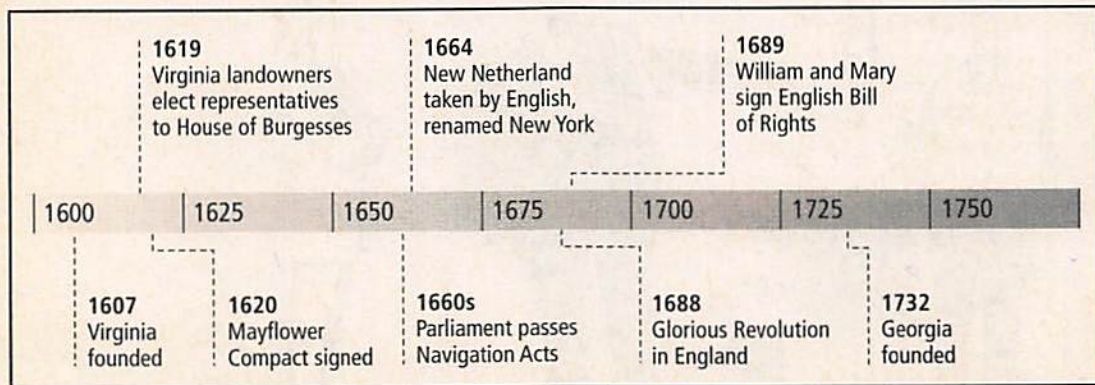 1619
Virginia landowners
elect representatives
to House of Burgesses
1664
New Netherland
taken by English,
renamed New York
1689
William and Mary
sign English Bill
of Rights
1600
1625
1650
1675
1700
1725
1750
1607
Virginia
founded
1620
Mayflower
Compact signed
1660s
Parliament passes
Navigation Acts
1688
Glorious Revolution
in England
1732
Georgia
founded